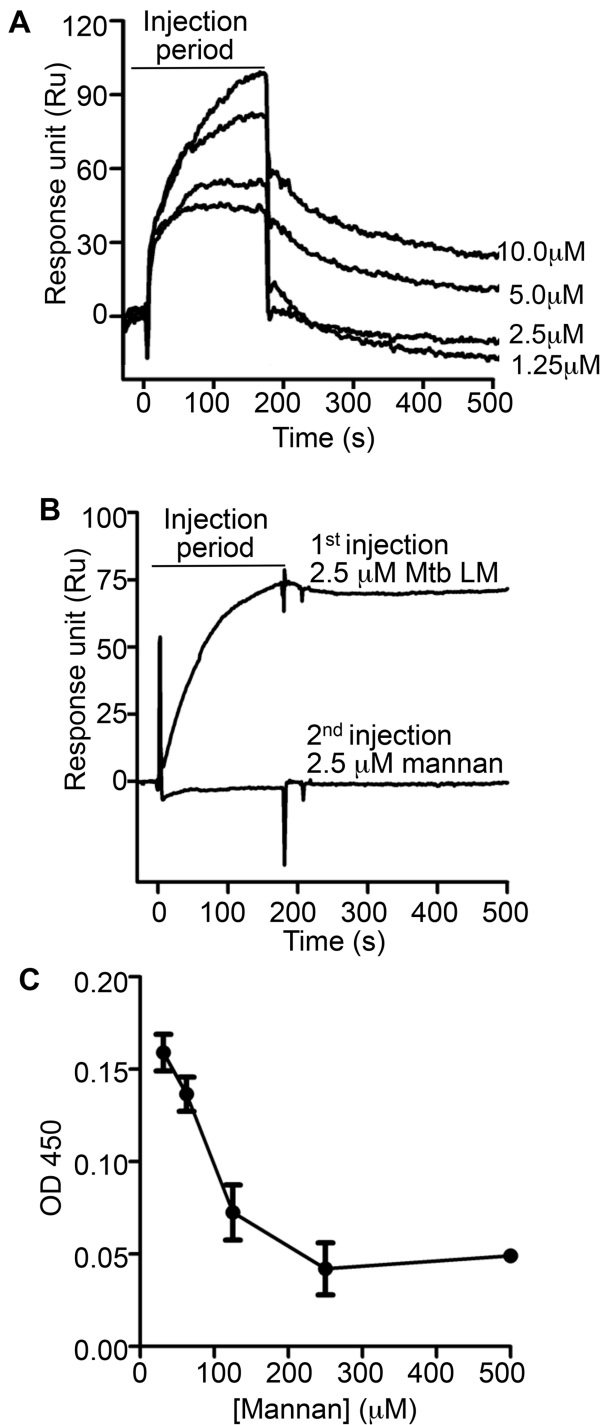 A
Injection
period
Response unit (Ru)
120
90
60
30
0
10.0μM
5.0μM
2.5μM
1.25μM
0 100 200 300 400 500
Time (s)
B
Injection
period
1st injection
2.5 μM Mtb LM
2nd injection
2.5 μM mannan
Response unit (Ru)
100
75
50
25
0
0 100 200 300 400 500
Time (s)
C
OD 450
0.20
0.15
0.10
0.05
0.00
0 100 200 300 400 500
[Mannan] (μM)